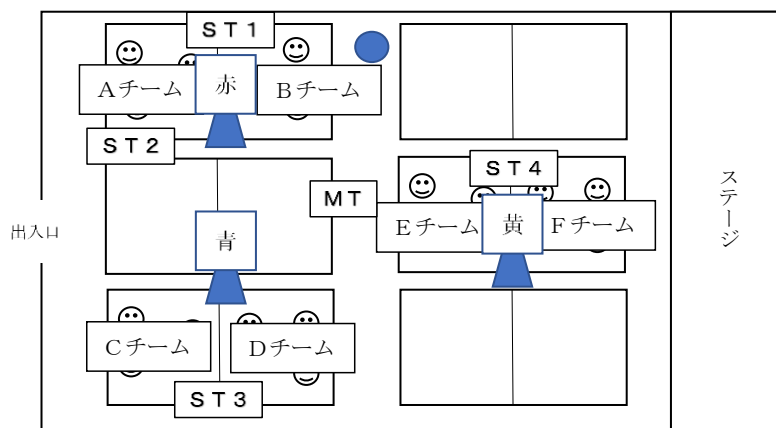 ＳＴ１
Ａチーム
赤
Ｂチーム
ＳＴ２
ＭＴ
ＳＴ４
Ｅチーム
黄
Ｆチーム
ステージ
出入口
青
Ｃチーム
Ｄチーム
ＳＴ３